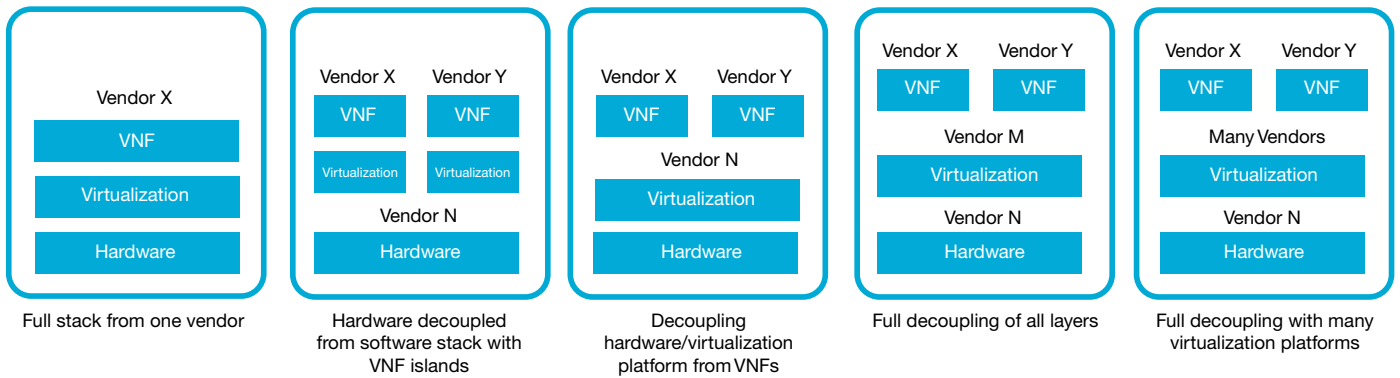 Vendor X
VNF
Virtualization
Hardware
Full stack from one vendor
Vendor X Vendor Y
VNF VNF
Virtualization Virtualization
Vendor N
Hardware
Hardware decoupled
from software stack with
VNF islands
Vendor X Vendor Y
VNF VNF
Vendor N
Virtualization
Hardware
Decoupling
hardware/virtualization
platform from VNFs
Vendor X Vendor Y
VNF VNF
Vendor M
Virtualization
Vendor N
Hardware
Full decoupling of all layers
Vendor X Vendor Y
VNF VNF
Many Vendors
Virtualization
Vendor N
Hardware
Full decoupling with many
virtualization platforms